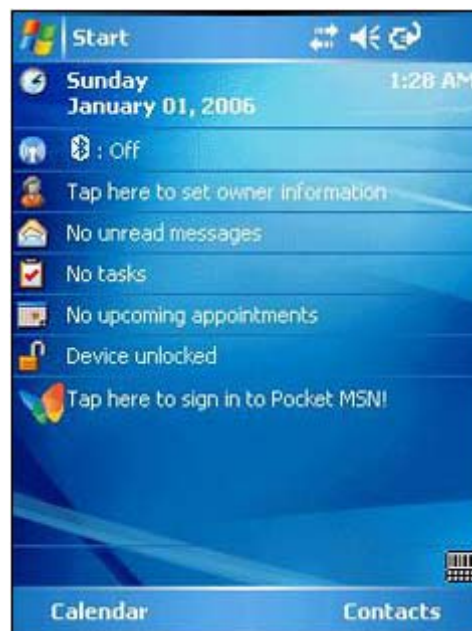 Start
Sunday 1:28 AM
January 01, 2006
: Off
Tap here to set owner information
No unread messages
No tasks
No upcoming appointments
Device unlocked
Tap here to sign in to Pocket MSN!
Calendar Contacts